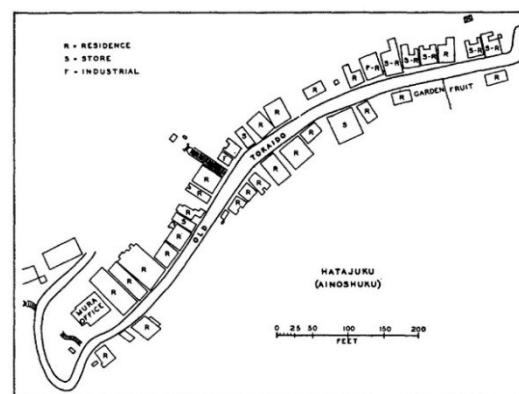 R = RESIDENCE
S = STORE
F = INDUSTRIAL
R
F-R
S-R
S-R
S-R
R
S-R
S-R
R
R
R
GARDEN
FRUIT
S
R
R
R
S
R
TOKAIDO
R
R
R
R
R
R
R
R
R
S
R
R
OLD
R
R
R
MURA
OFFICE
R
R
HATAJUKU
(AINOSHUKU)
0 25 50 100 150 200
FEET